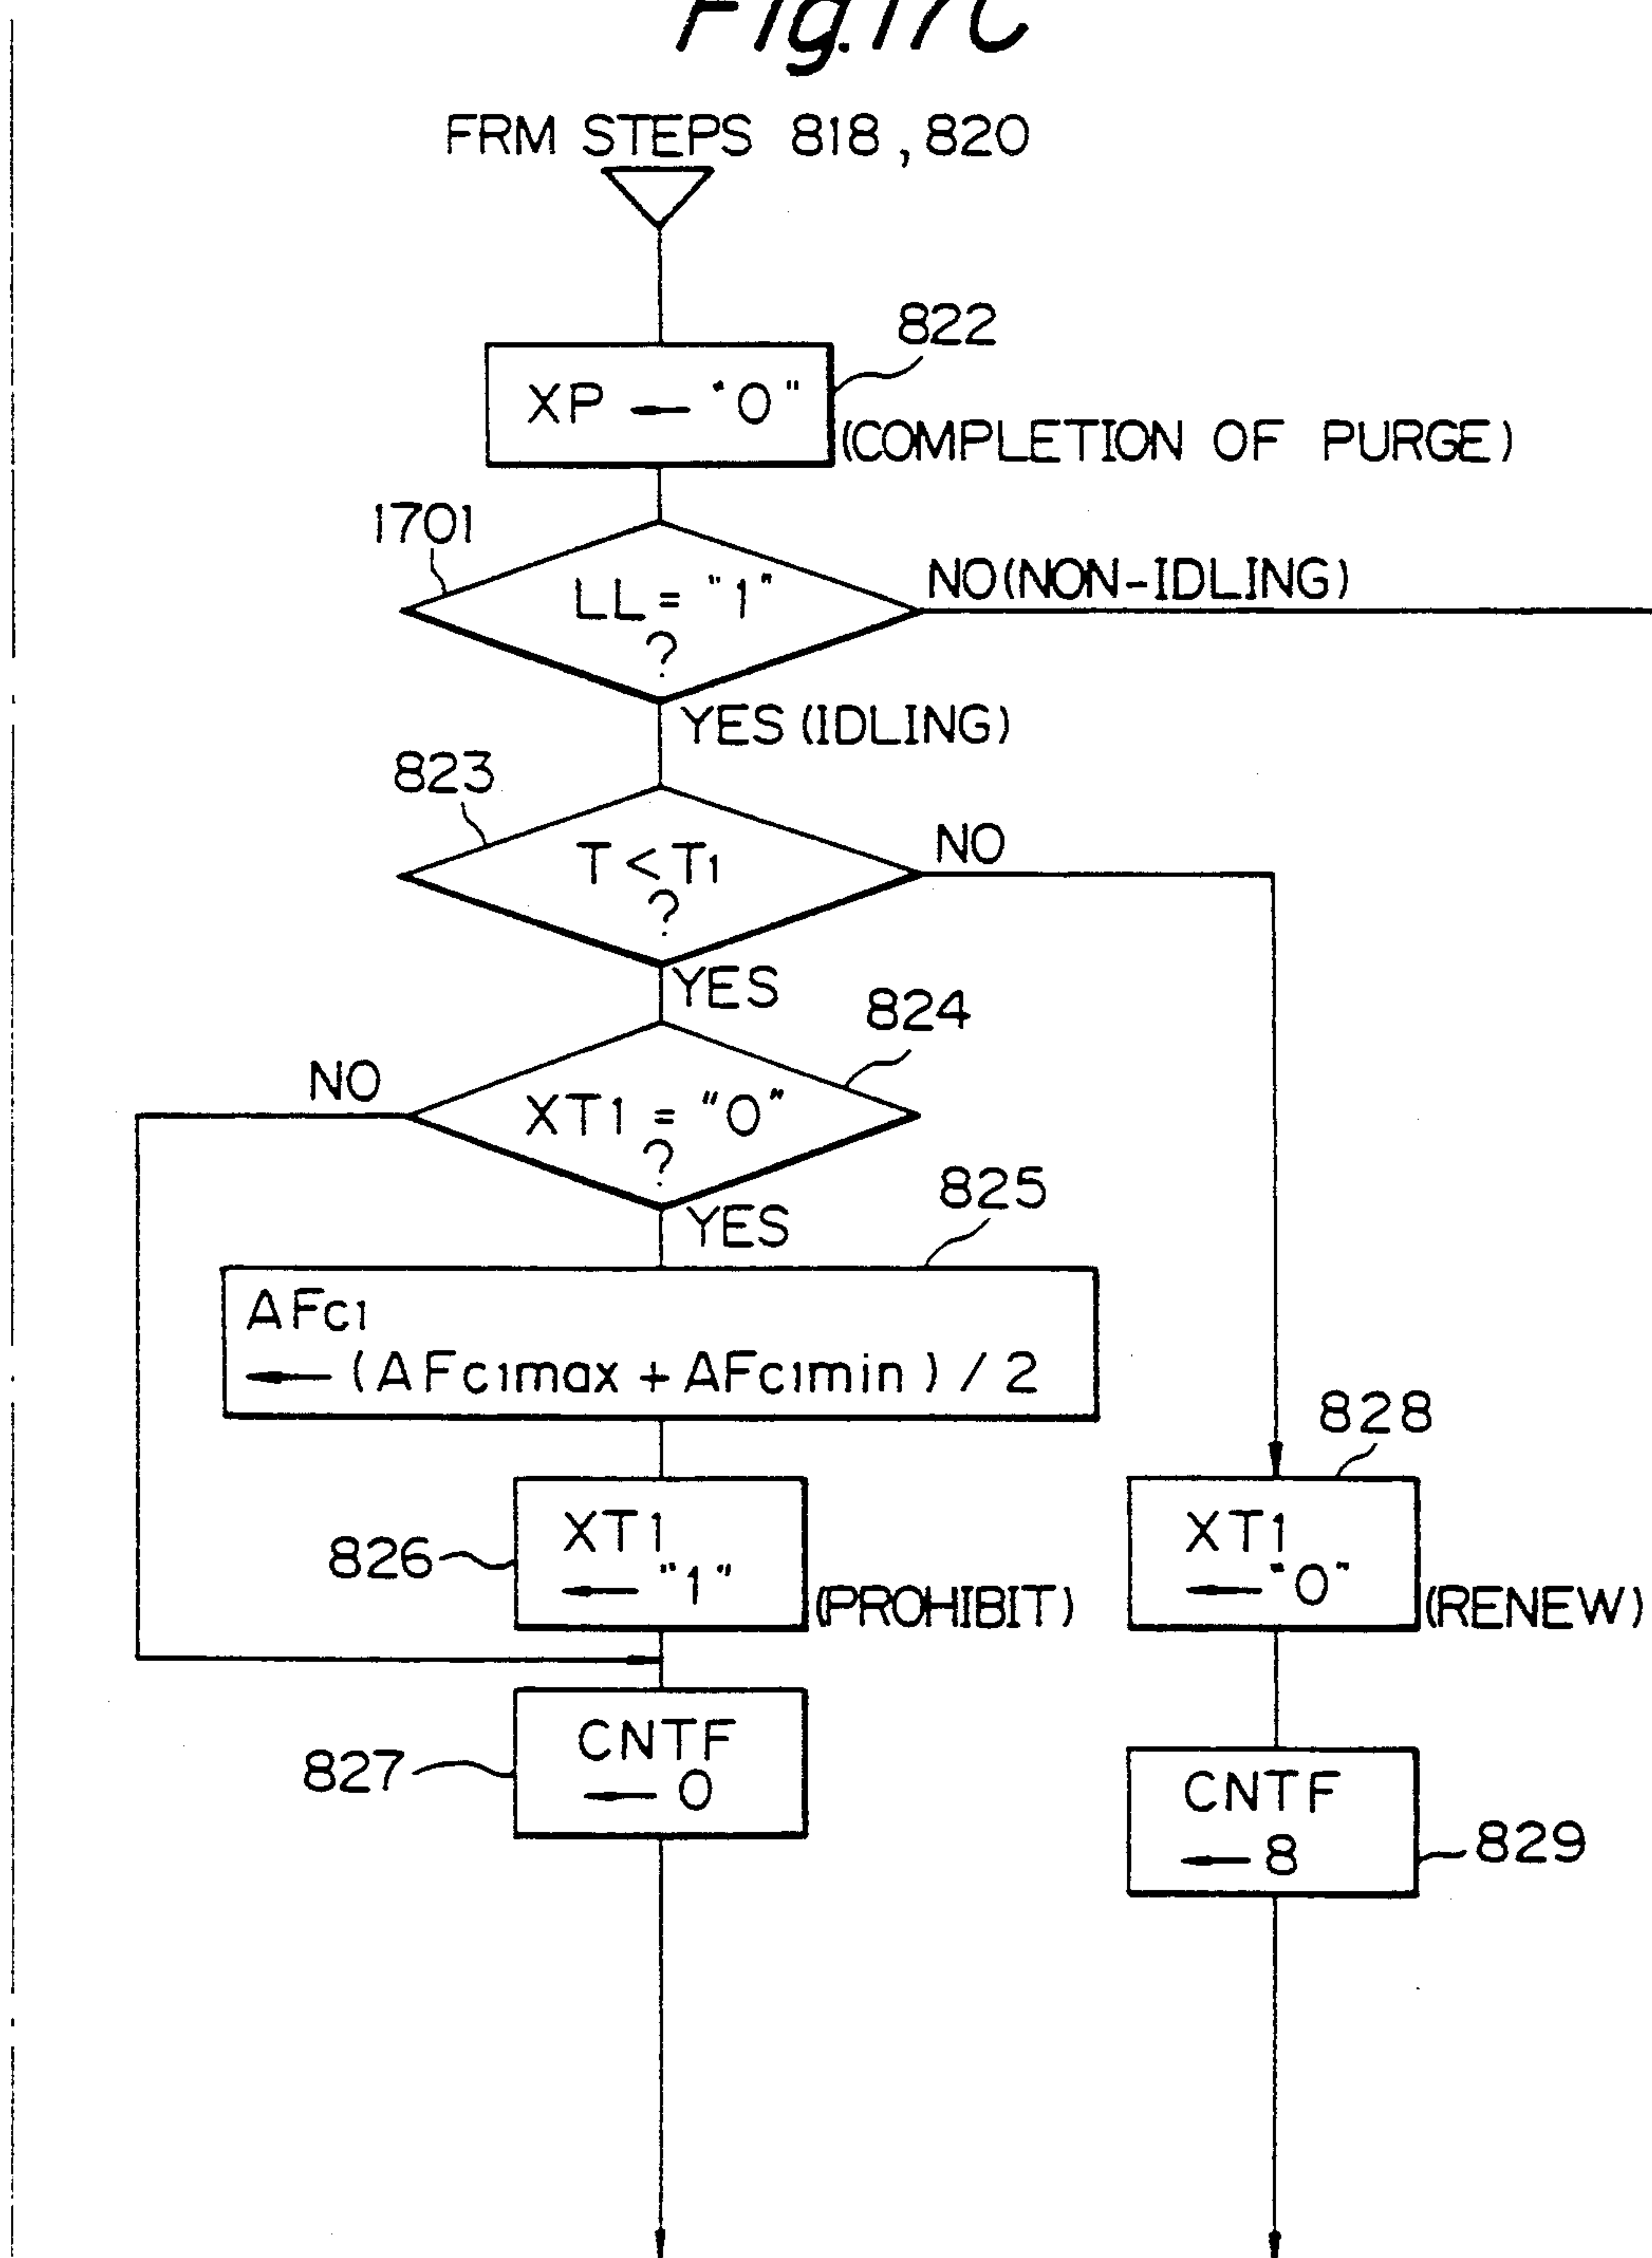 Fig.17C
FRM STEPS 818, 820
822
XP ← "0"
(COMPLETION OF PURGE)
1701
LL = "1"
?
NO (NON-IDLING)
YES (IDLING)
823
T < T1
?
NO
YES
824
NO
XT1 = "0"
?
YES
825
AFc1
← (AFc1max + AFc1min) / 2
828
XT1
← "1"
826
(PROHIBIT)
XT1
← "0"
(RENEW)
CNTF
← 0
827
CNTF
← 8
829